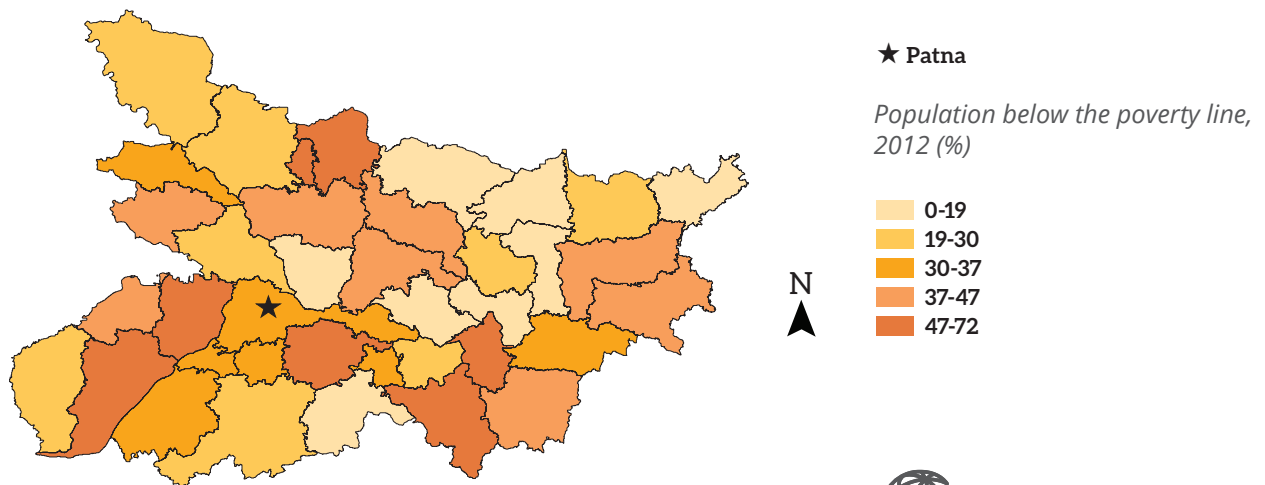 Patna
Population below the poverty line,
2012 (%)
0-19
19-30
30-37
37-47
47-72
N